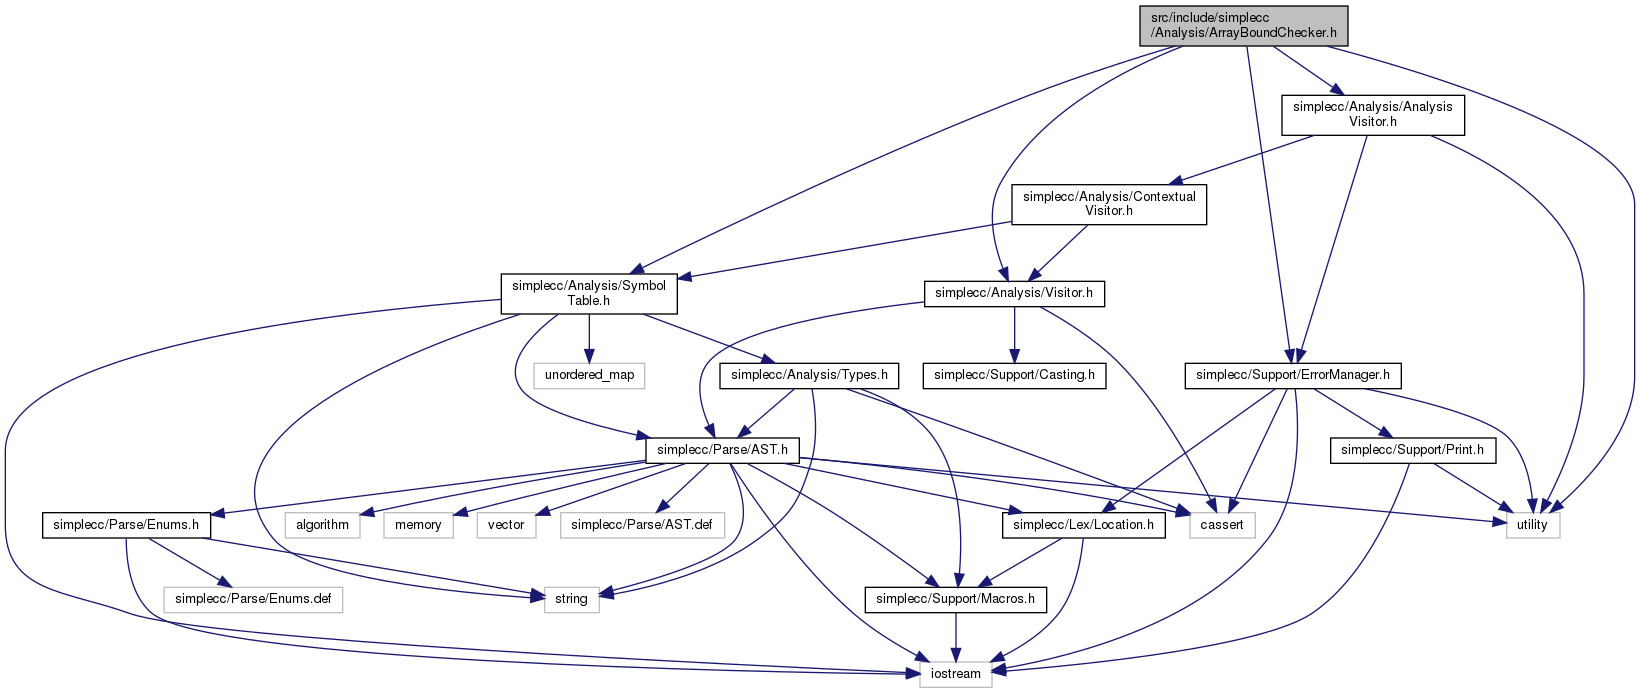 src/include/simplecc
/Analysis/ArrayBoundChecker.h
simplecc/Analysis/Analysis
Visitor.h
simplecc/Analysis/Contextual
Visitor.h
simplecc/Analysis/Symbol
Table.h
simplecc/Analysis/Visitor.h
unordered_map
simplecc/Analysis/Types.h
simplecc/Support/Casting.h
simplecc/Support/ErrorManager.h
simplecc/Parse/AST.h
simplecc/Support/Print.h
simplecc/Parse/Enums.h
algorithm
memory
vector
simplecc/Parse/AST.def
simplecc/Lex/Location.h
cassert
utility
simplecc/Parse/Enums.def
string
simplecc/Support/Macros.h
iostream